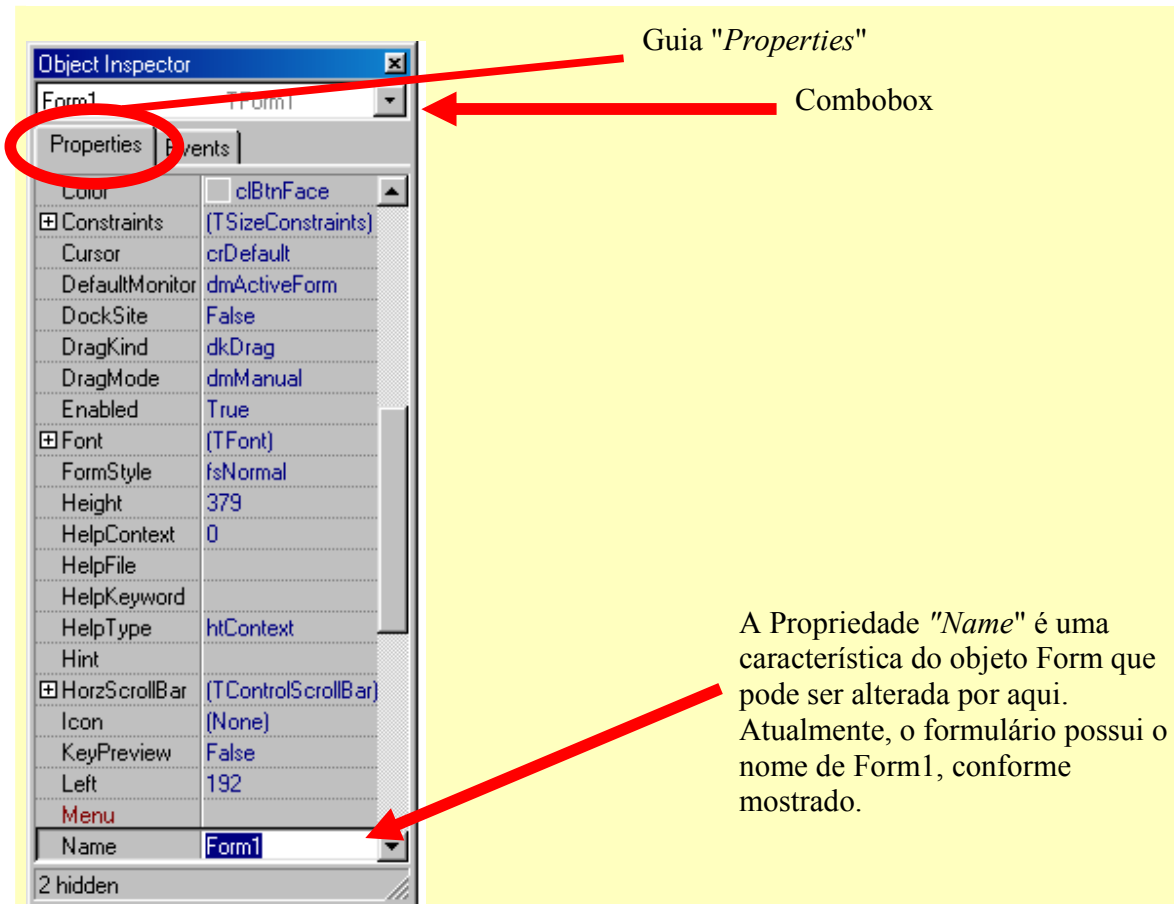 Guia "Properties"
Object Inspector
Form1 TForm1
Combobox
Properties Events
Color clBtnFace
Constraints (TSizeConstraints)
Cursor crDefault
DefaultMonitor dmActiveForm
DockSite False
DragKind dkDrag
DragMode dmManual
Enabled True
Font (TFont)
FormStyle fsNormal
Height 379
HelpContext 0
HelpFile
HelpKeyword
HelpType htContext
Hint
HorzScrollBar (TControlScrollBar)
Icon (None)
KeyPreview False
Left 192
Menu
Name Form1
2 hidden
A Propriedade "Name" é uma
característica do objeto Form que
pode ser alterada por aqui.
Atualmente, o formulário possui o
nome de Form1, conforme
mostrado.